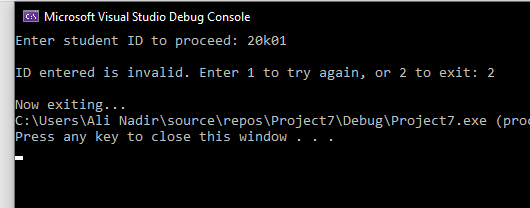 Microsoft Visual Studio Debug Console
Enter student ID to proceed: 20k01
ID entered is invalid. Enter 1 to try again, or 2 to exit: 2
Now exiting...
C:\Users\Ali Nadir\source\repos\Project7\Debug\Project7.exe (proc
Press any key to close this window . . .